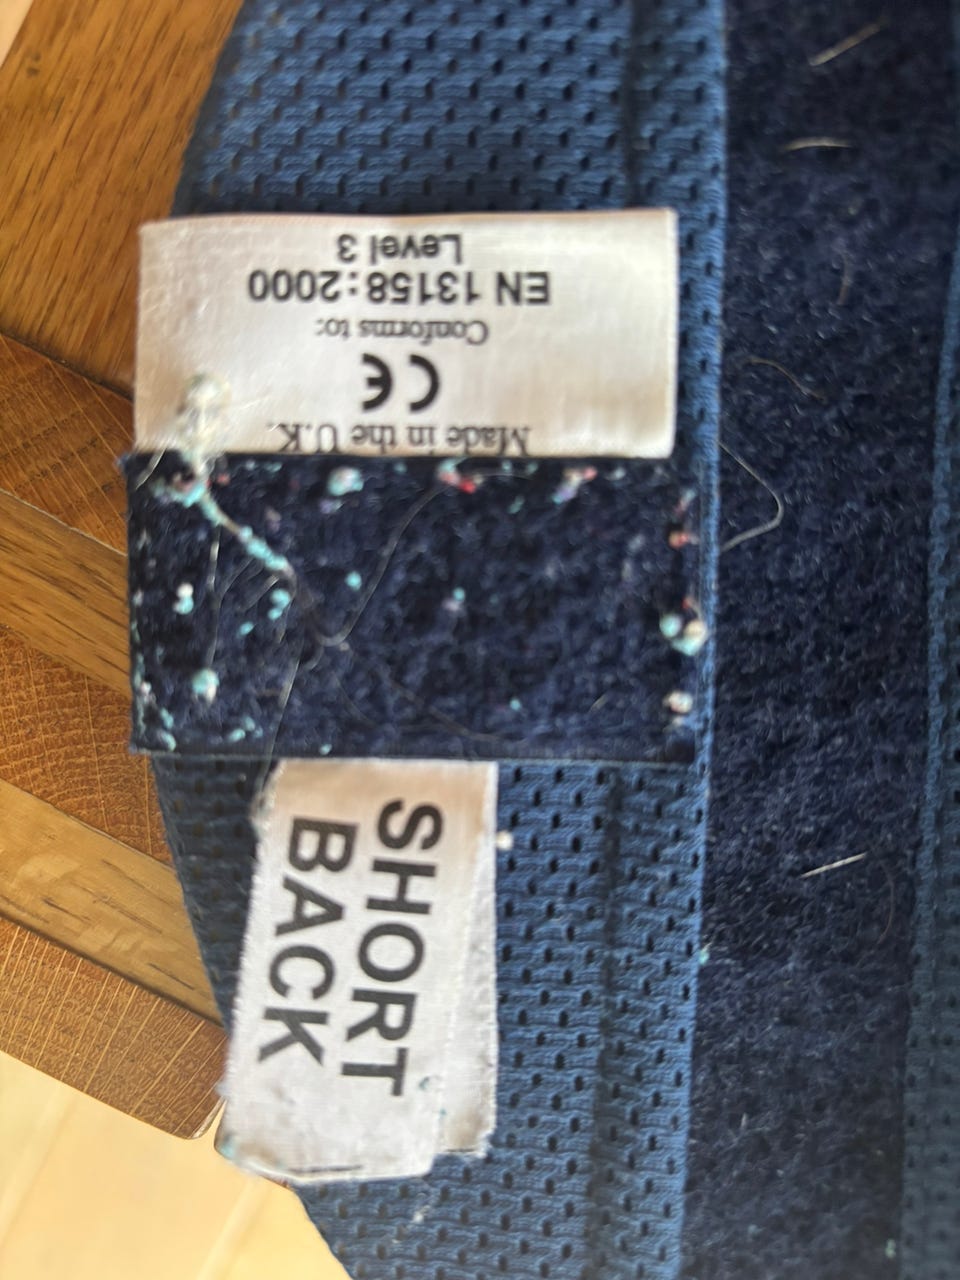 Made in the U.K.
CE
Conforms to:
EN 13158:2000
Level 3
SHORT
BACK